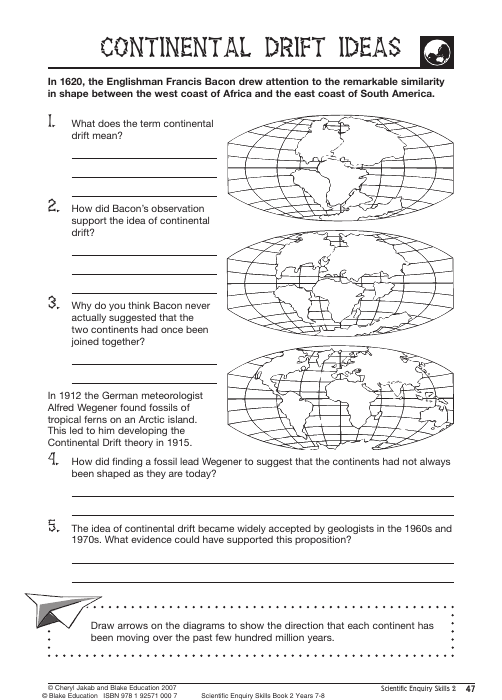 CONTINENTAL DRIFT IDEAS
In 1620, the Englishman Francis Bacon drew attention to the remarkable similarity
in shape between the west coast of Africa and the east coast of South America.
1. What does the term continental
drift mean?
2. How did Bacon's observation
support the idea of continental
drift?
3. Why do you think Bacon never
actually suggested that the
two continents had once been
joined together?
In 1912 the German meteorologist
Alfred Wegener found fossils of
tropical ferns on an Arctic island.
This led to him developing the
Continental Drift theory in 1915.
4. How did finding a fossil lead Wegener to suggest that the continents had not always
been shaped as they are today?
5. The idea of continental drift became widely accepted by geologists in the 1960s and
1970s. What evidence could have supported this proposition?
Draw arrows on the diagrams to show the direction that each continent has
been moving over the past few hundred million years.
© Cheryl Jakab and Blake Education 2007 Scientific Enquiry Skills 2 47
© Blake Education ISBN 978 1 92571 000 7 Scientific Enquiry Skills Book 2 Years 7-8